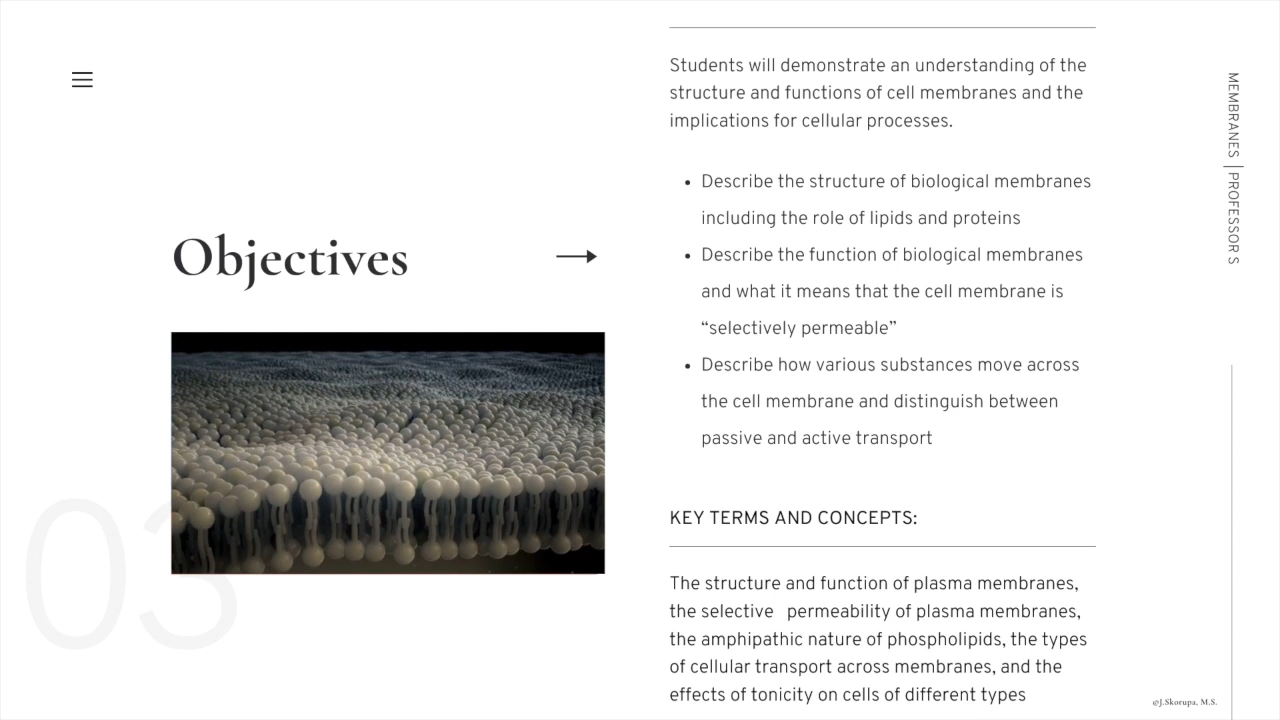 Objectives
03
Students will demonstrate an understanding of the
structure and functions of cell membranes and the
implications for cellular processes.
• Describe the structure of biological membranes
including the role of lipids and proteins
• Describe the function of biological membranes
and what it means that the cell membrane is
“selectively permeable”
• Describe how various substances move across
the cell membrane and distinguish between
passive and active transport
KEY TERMS AND CONCEPTS:
The structure and function of plasma membranes,
the selective permeability of plasma membranes,
the amphipathic nature of phospholipids, the types
of cellular transport across membranes, and the
effects of tonicity on cells of different types
MEMBRANES | PROFESSOR S
@J.Skorupa, M.S.